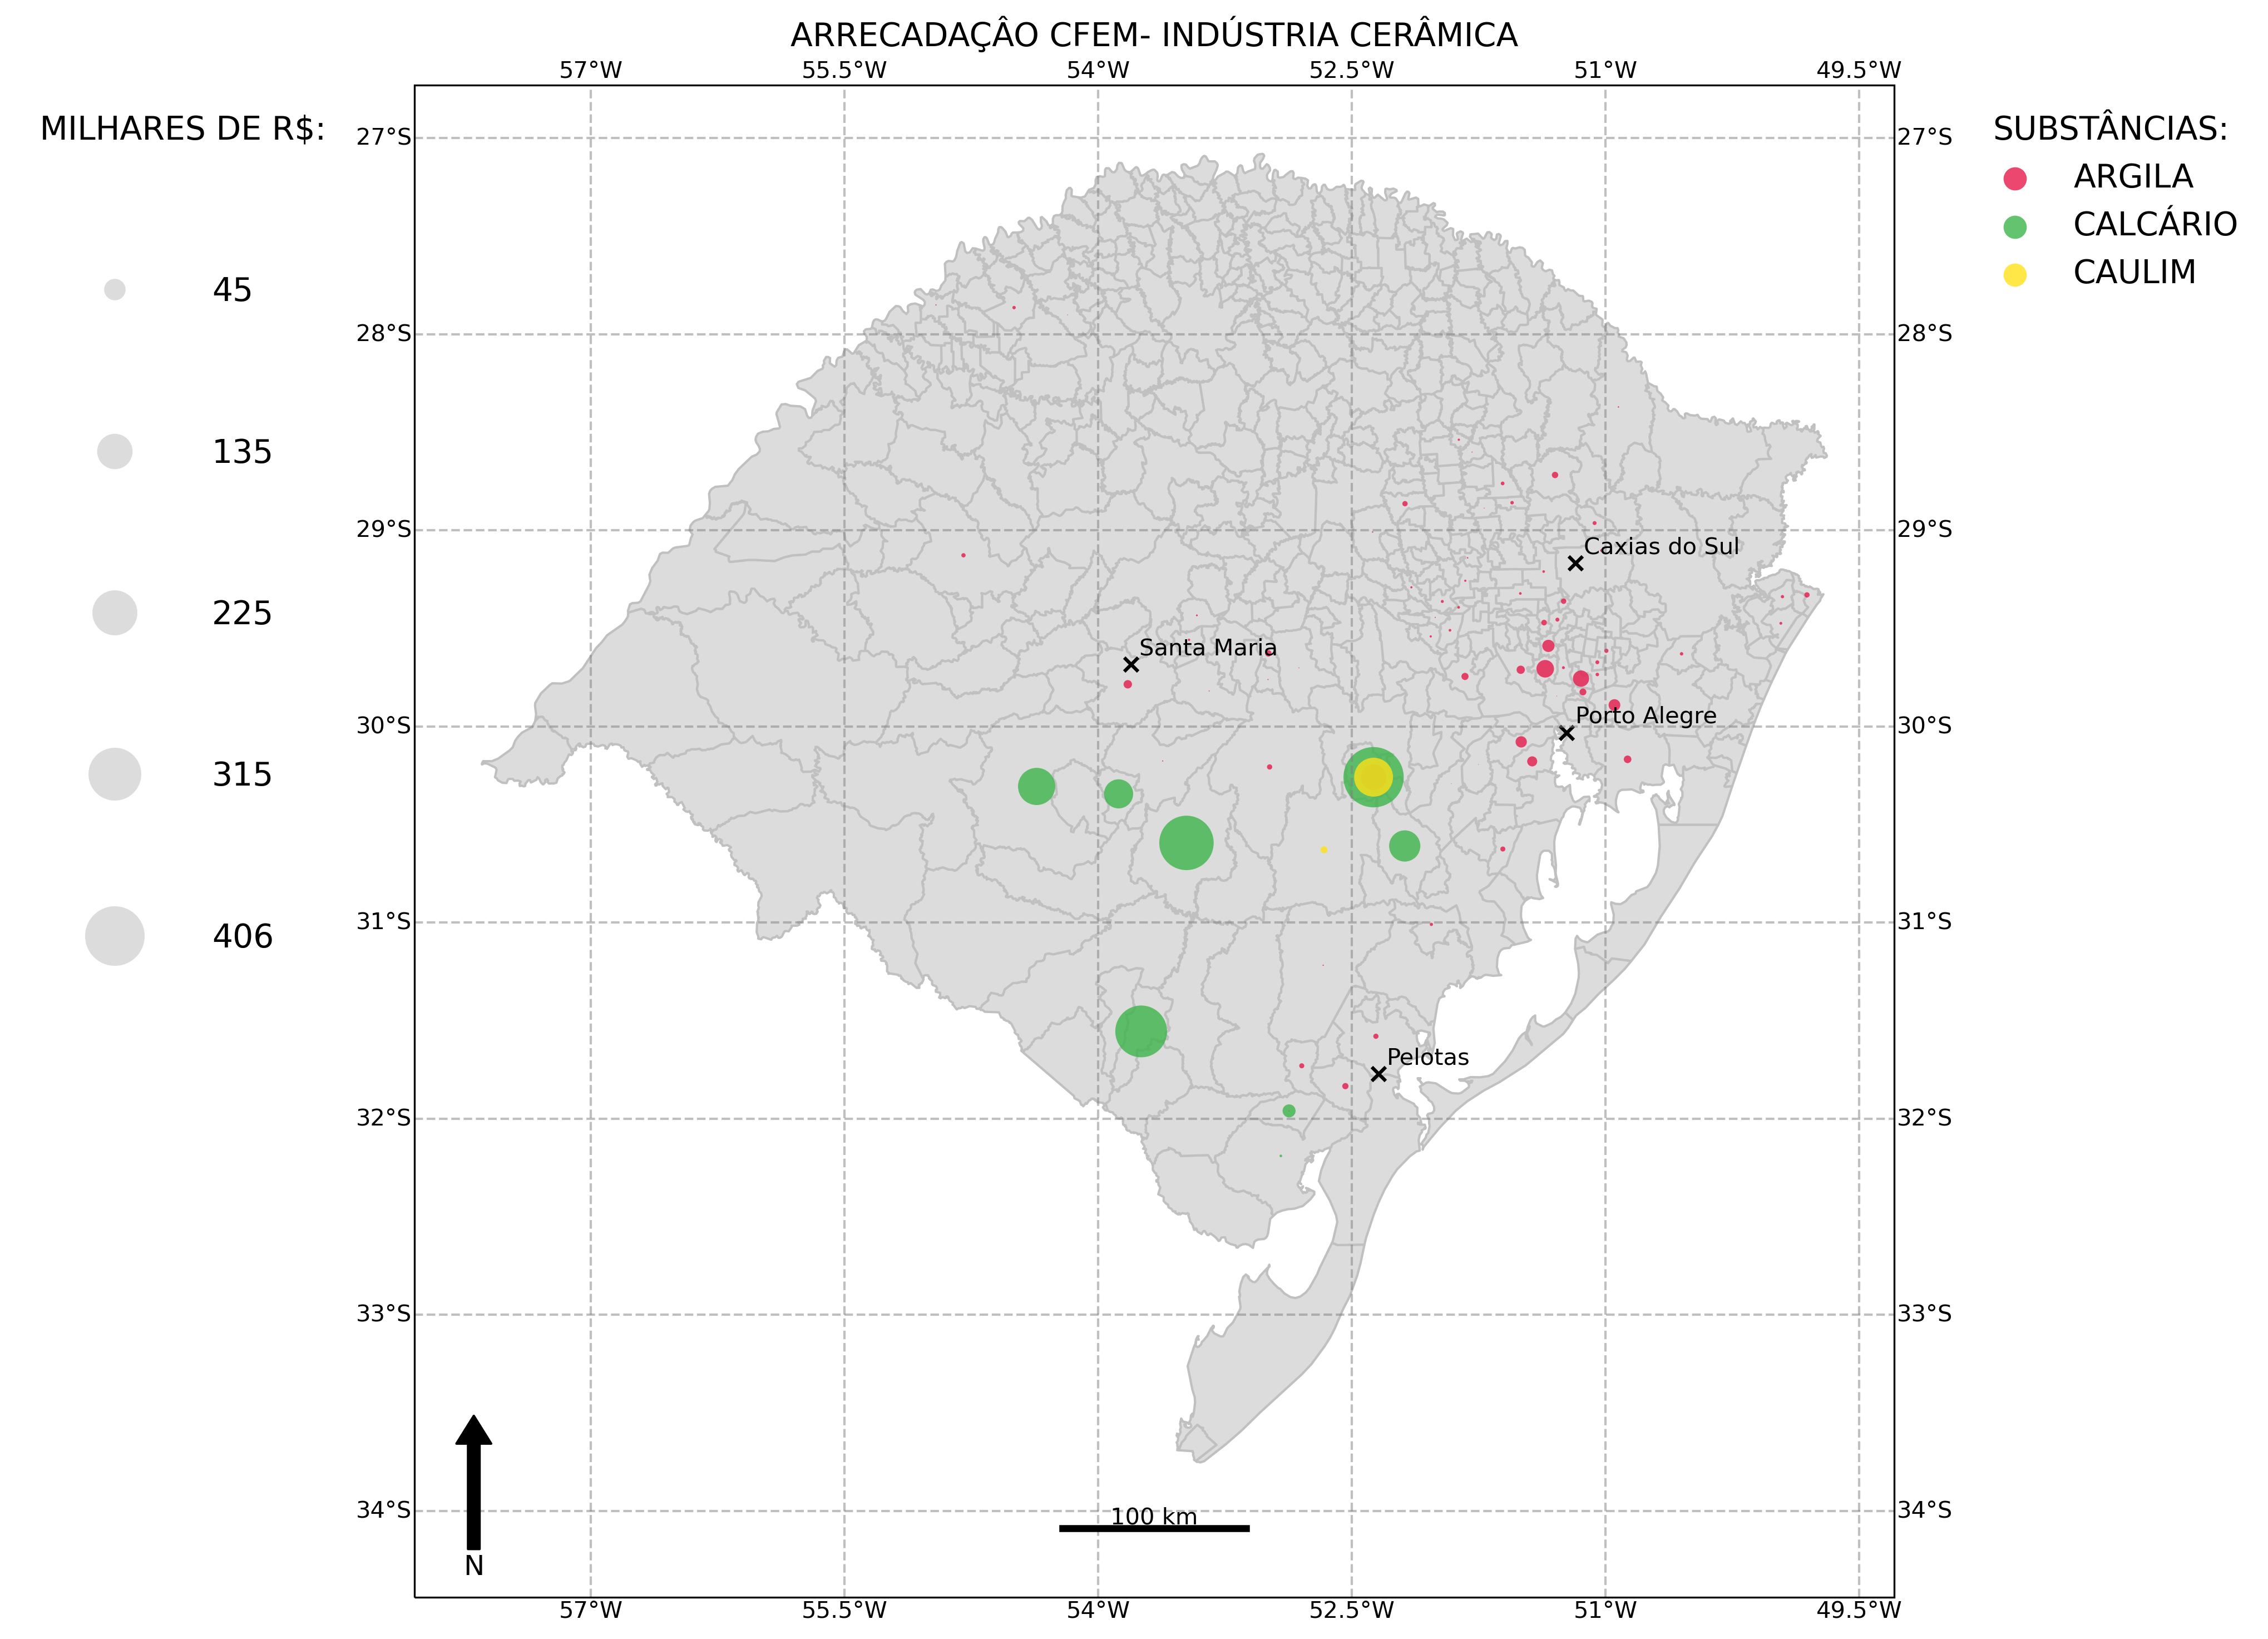 ARRECADAÇÂO CFEM- INDÚSTRIA CERÂMICA
57°W 55.5°W 54°W 52.5°W 51°W 49.5°W
MILHARES DE R$:
45
135
225
315
406
27°S
28°S
29°S
30°S
31°S
32°S
33°S
34°S
Caxias do Sul
Santa Maria
Porto Alegre
Pelotas
100 km
N
27°S
28°S
29°S
30°S
31°S
32°S
33°S
34°S
SUBSTÂNCIAS:
ARGILA
CALCÁRIO
CAULIM
57°W 55.5°W 54°W 52.5°W 51°W 49.5°W